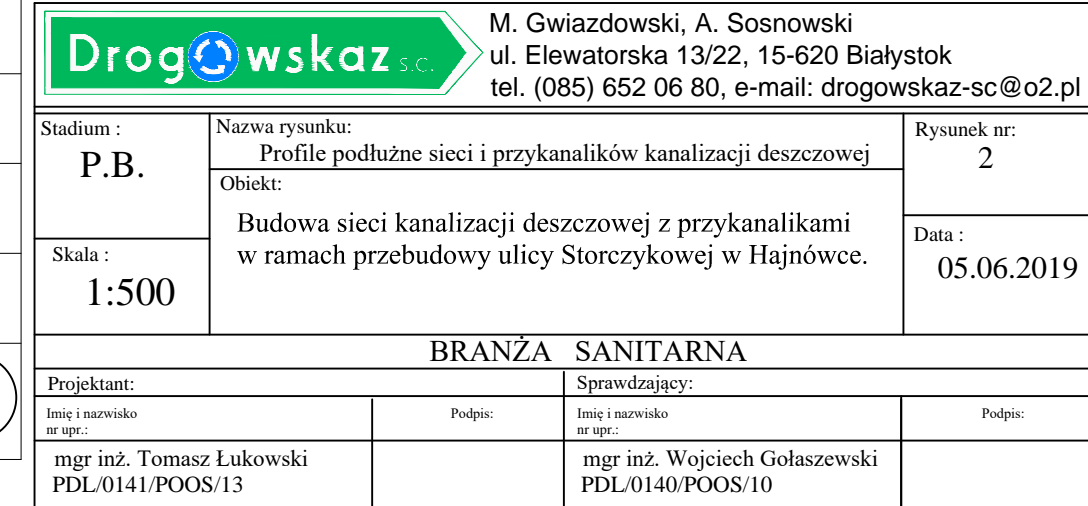 Drogowskaz s.c.
M. Gwiazdowski, A. Sosnowski
ul. Elewatorska 13/22, 15-620 Białystok
tel. (085) 652 06 80, e-mail: drogowskaz-sc@o2.pl
Stadium :
P.B.
Nazwa rysunku:
Profile podłużne sieci i przykanalików kanalizacji deszczowej
Rysunek nr:
2
Obiekt:
Budowa sieci kanalizacji deszczowej z przykanalikami
w ramach przebudowy ulicy Storczykowej w Hajnówce.
Skala :
1:500
Data :
05.06.2019
BRANŻA SANITARNA
Projektant:
Sprawdzający:
Imię i nazwisko
nr upr.:
Podpis:
Imię i nazwisko
nr upr.:
Podpis:
mgr inż. Tomasz Łukowski
PDL/0141/POOS/13
mgr inż. Wojciech Gołaszewski
PDL/0140/POOS/10